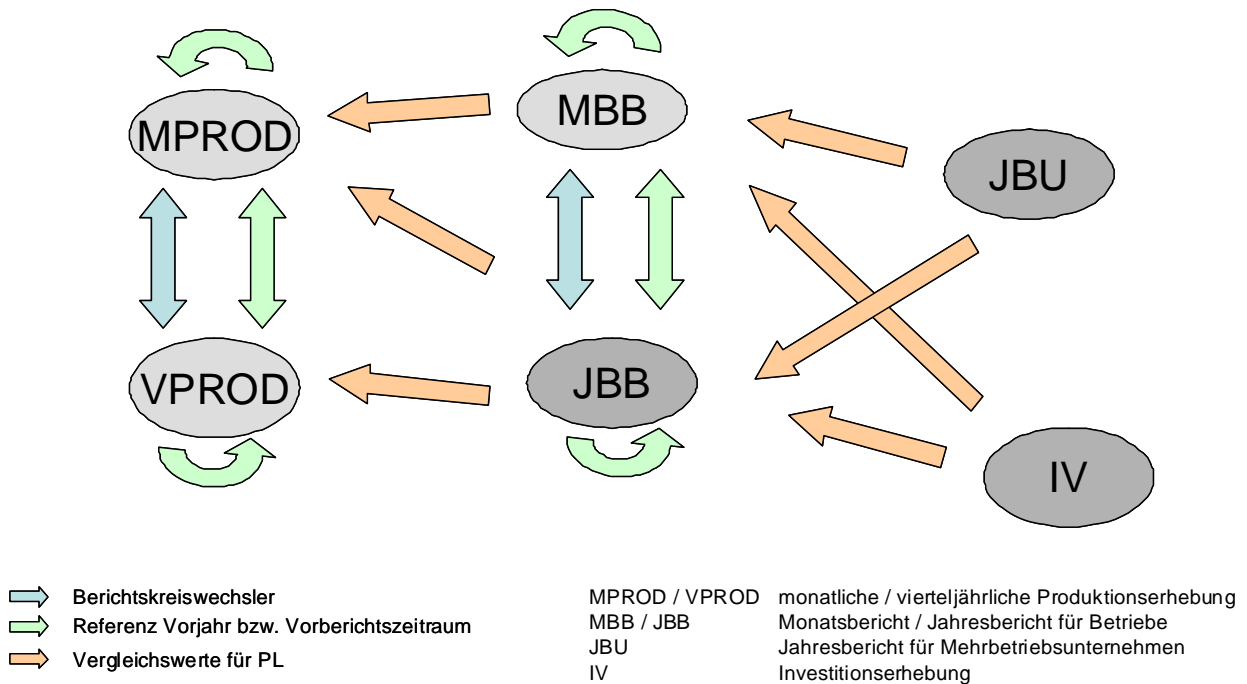 MPROD
MBB
JBU
VPROD
JBB
IV
Berichtskreiswechsler
Referenz Vorjahr bzw. Vorberichtszeitraum
Vergleichswerte für PL
MPROD / VPROD monatliche / vierteljährliche Produktionserhebung
MBB / JBB Monatsbericht / Jahresbericht für Betriebe
JBU Jahresbericht für Mehrbetriebsunternehmen
IV Investitionserhebung